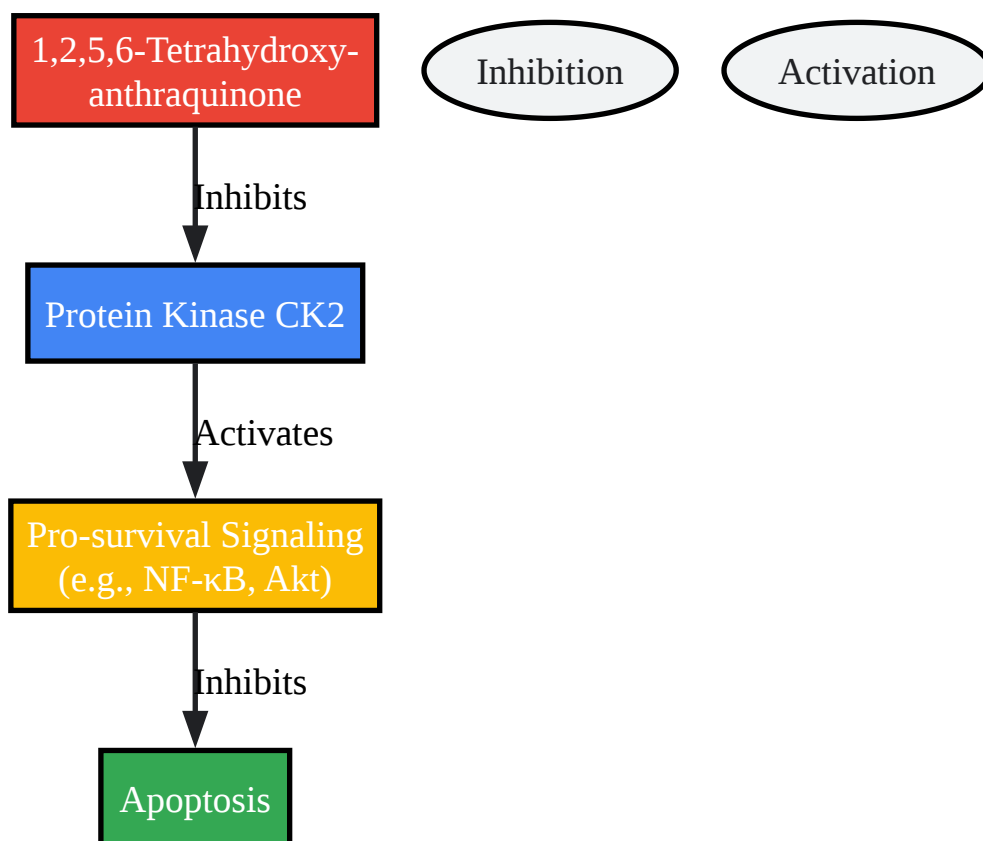 1,2,5,6-Tetrahydroxy-
anthraquinone
Inhibition
Activation
Inhibits
Protein Kinase CK2
Activates
Pro-survival Signaling
(e.g., NF-κB, Akt)
Inhibits
Apoptosis